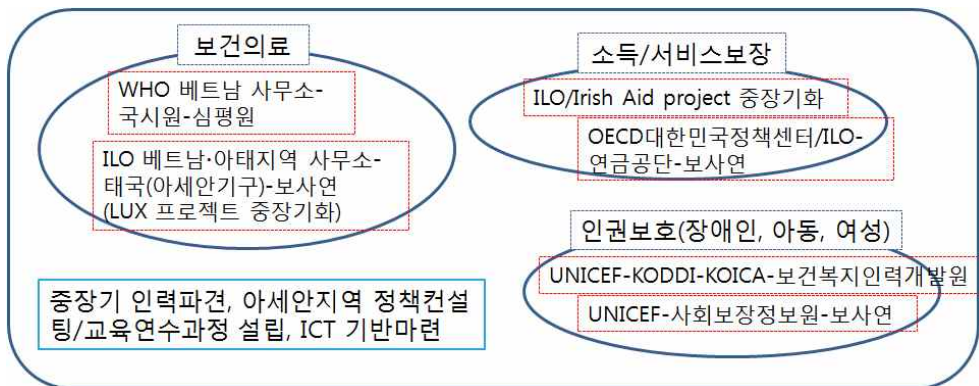 보건의료
WHO 베트남 사무소-
국시원-심평원
ILO 베트남·아태지역 사무소-
태국(아세안기구)-보사연
(LUX 프로젝트 중장기화)
소득/서비스보장
ILO/Irish Aid project 중장기화
OECD대한민국정책센터/ILO-
연금공단-보사연
인권보호(장애인, 아동, 여성)
UNICEF-KODDI-KOICA-보건복지인력개발원
UNICEF-사회보장정보원-보사연
중장기 인력파견, 아세안지역 정책컨설
팅/교육연수과정 설립, ICT 기반마련